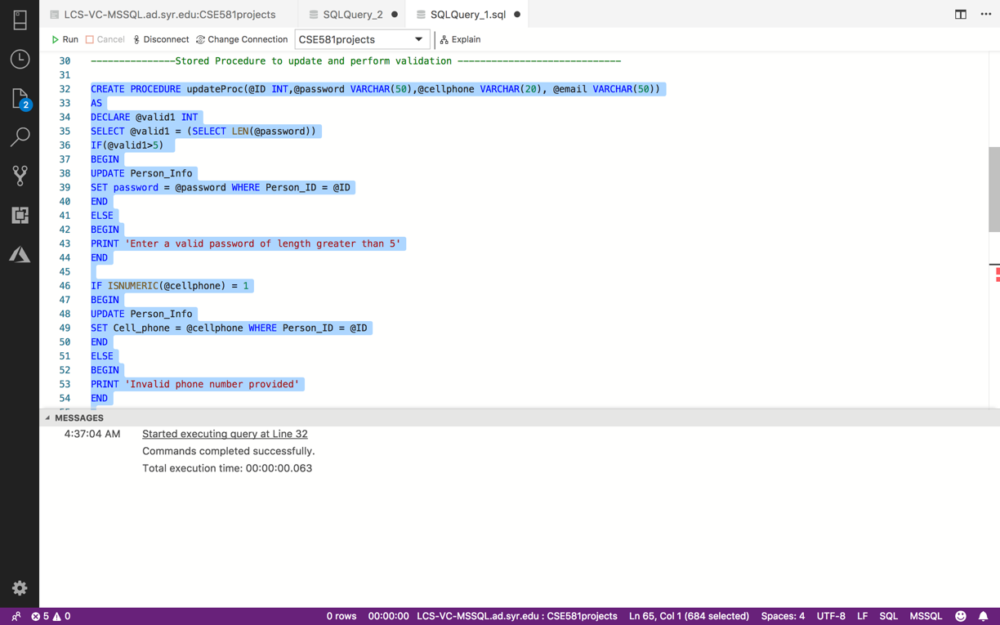 LCS-VC-MSSQL.ad.syr.edu:CSE581projects SQLQuery_2 ● SQLQuery_1.sql ●
Run Cancel Disconnect Change Connection CSE581projects Explain
2
30 ---------------Stored Procedure to update and perform validation -----------------------------
31
32 CREATE PROCEDURE updateProc(@ID INT,@password VARCHAR(50),@cellphone VARCHAR(20), @email VARCHAR(50))
33 AS
34 DECLARE @valid1 INT
35 SELECT @valid1 = (SELECT LEN(@password))
36 IF(@valid1>5)
37 BEGIN
38 UPDATE Person_Info
39 SET password = @password WHERE Person_ID = @ID
40 END
41 ELSE
42 BEGIN
43 PRINT 'Enter a valid password of length greater than 5'
44 END
45
46 IF ISNUMERIC(@cellphone) = 1
47 BEGIN
48 UPDATE Person_Info
49 SET Cell_phone = @cellphone WHERE Person_ID = @ID
50 END
51 ELSE
52 BEGIN
53 PRINT 'Invalid phone number provided'
54 END
MESSAGES
4:37:04 AM Started executing query at Line 32
Commands completed successfully.
Total execution time: 00:00:00.063
5 0 0 rows 00:00:00 LCS-VC-MSSQL.ad.syr.edu : CSE581projects Ln 65, Col 1 (684 selected) Spaces: 4 UTF-8 LF SQL MSSQL